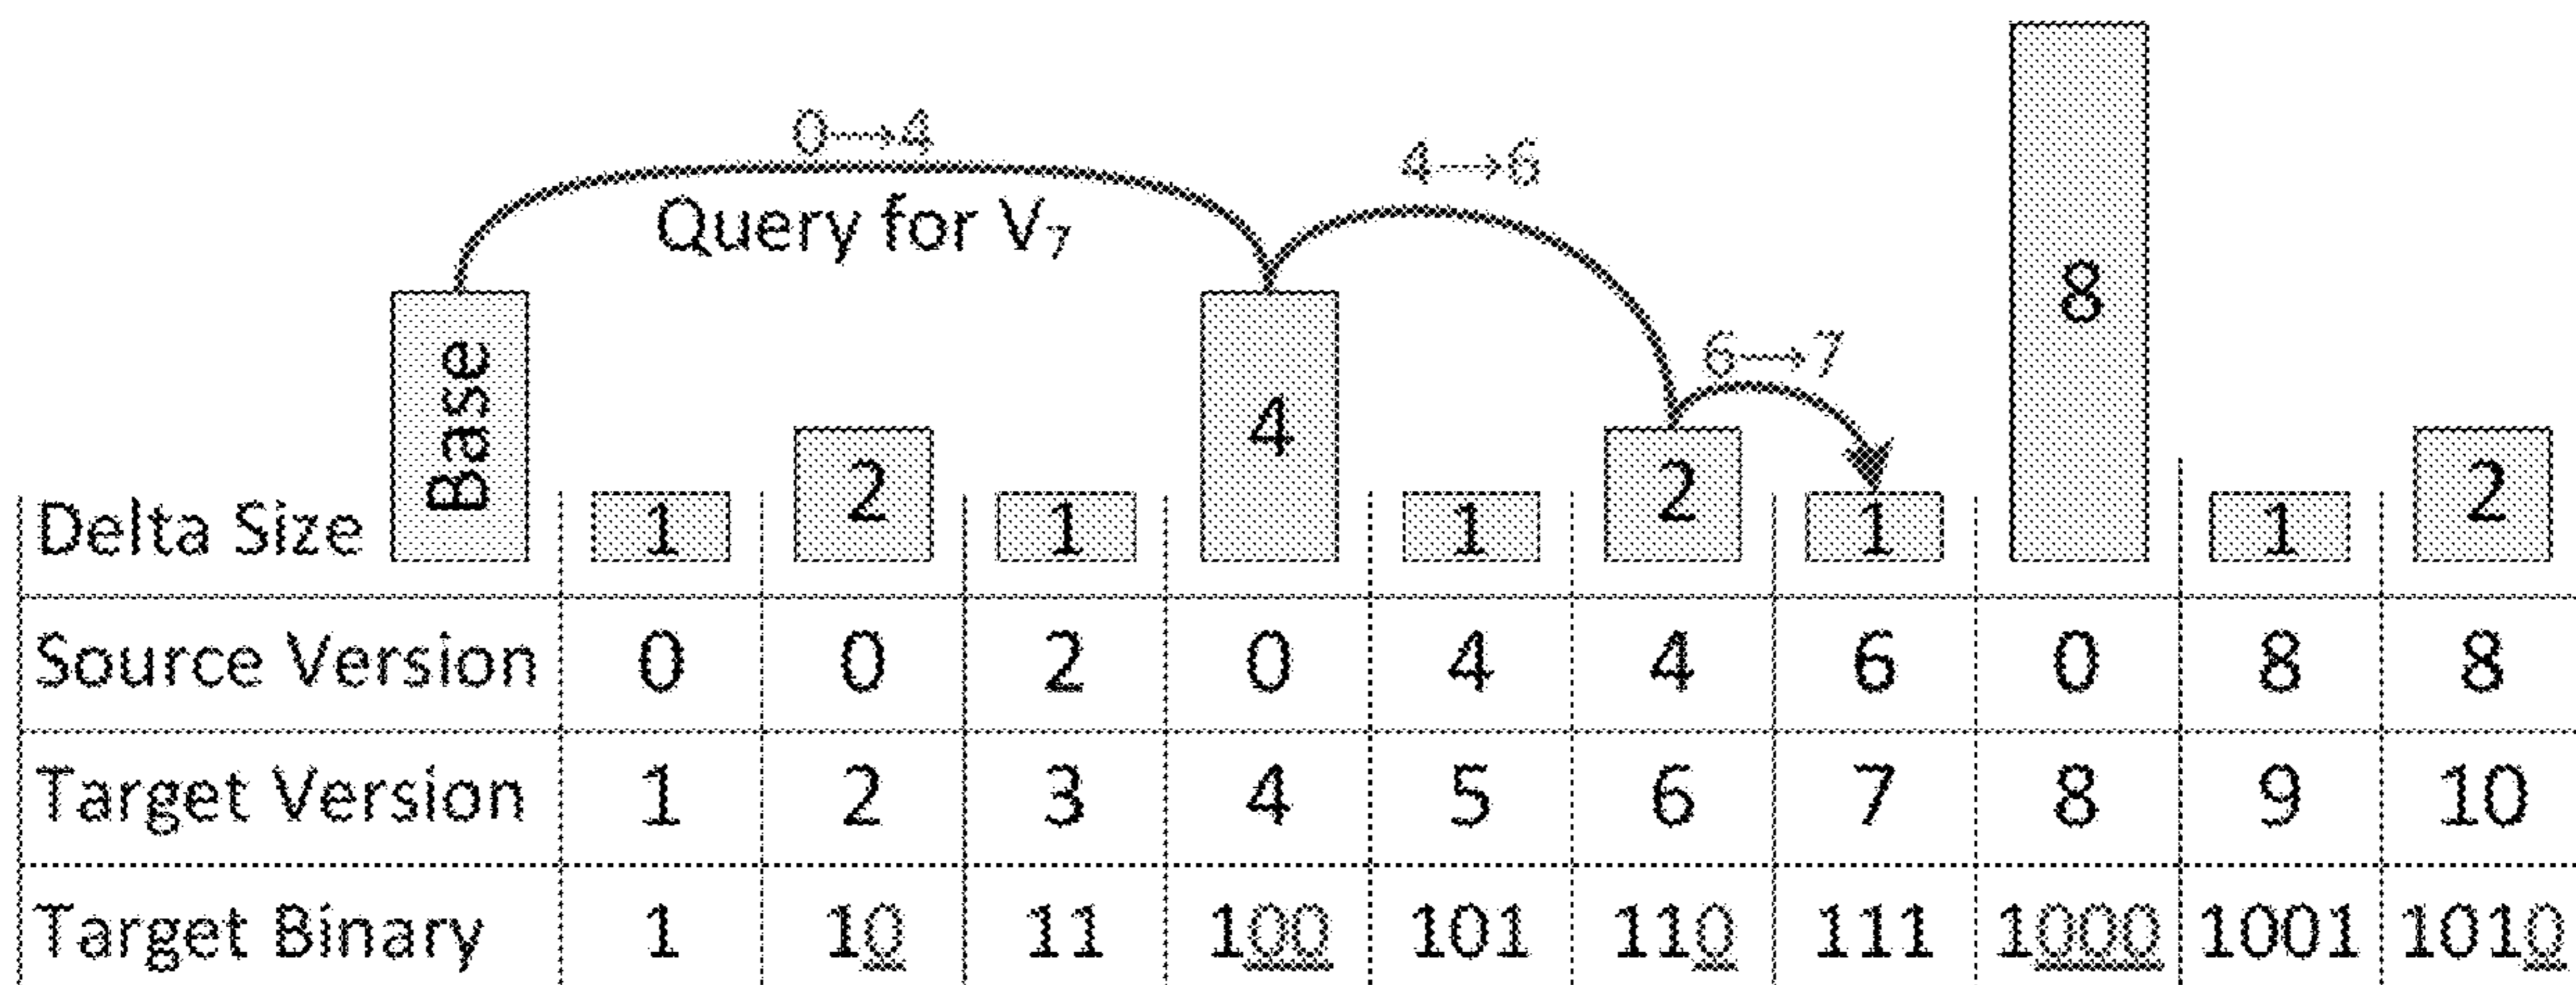 0→4
4→6
Query for V₇
8
6→7
Base
4
Delta Size 1 2 1 1 2 1 1 2
Source Version 0 0 2 0 4 4 6 0 8 8
Target Version 1 2 3 4 5 6 7 8 9 10
Target Binary 1 10 11 100 101 110 111 1000 1001 1010